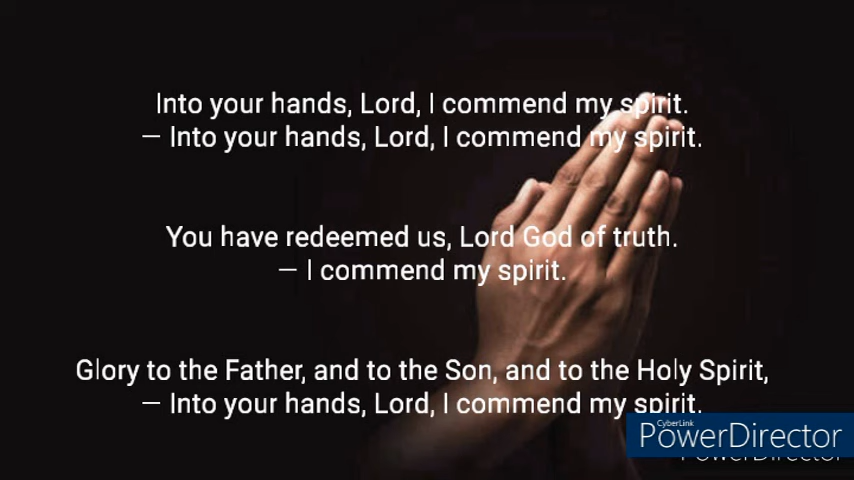 Into your hands, Lord, I commend my spirit.
– Into your hands, Lord, I commend my spirit.
You have redeemed us, Lord God of truth.
– I commend my spirit.
Glory to the Father, and to the Son, and to the Holy Spirit,
– Into your hands, Lord, I commend my spirit.
CyberLink
PowerDirector
PowerDirector